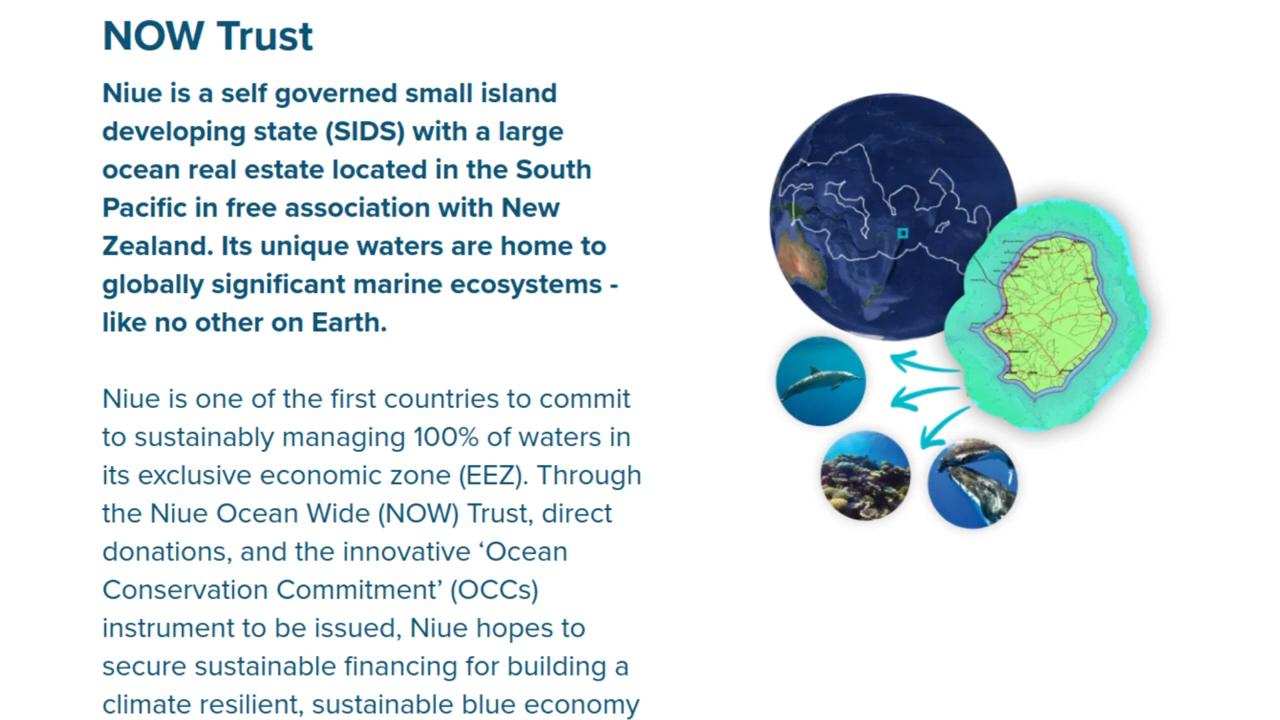 NOW Trust
Niue is a self governed small island
developing state (SIDS) with a large
ocean real estate located in the South
Pacific in free association with New
Zealand. Its unique waters are home to
globally significant marine ecosystems -
like no other on Earth.
Niue is one of the first countries to commit
to sustainably managing 100% of waters in
its exclusive economic zone (EEZ). Through
the Niue Ocean Wide (NOW) Trust, direct
donations, and the innovative ‘Ocean
Conservation Commitment’ (OCCs)
instrument to be issued, Niue hopes to
secure sustainable financing for building a
climate resilient, sustainable blue economy